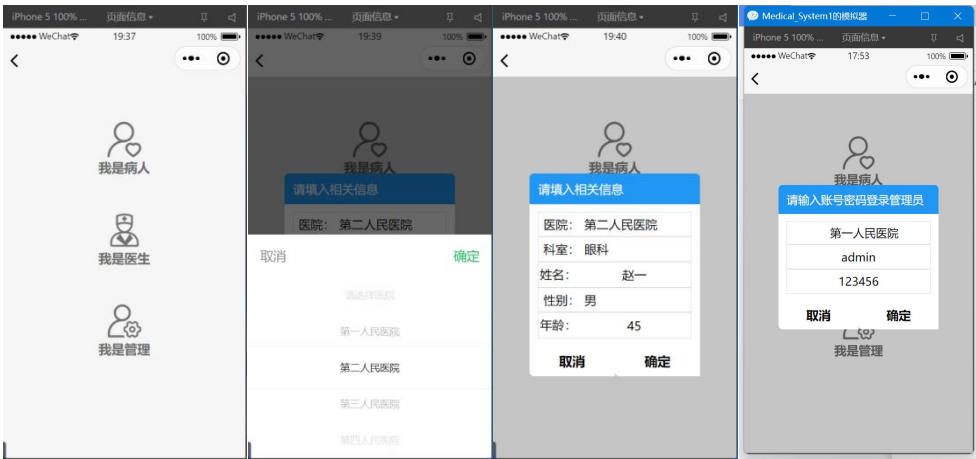 iPhone 5 100% ...
页面信息
WeChat
19:37
100%
我是病人
我是医生
我是管理
iPhone 5 100% ...
页面信息
WeChat
19:39
100%
我是病人
请填入相关信息
医院: 第二人民医院
取消
确定
请选择医院
第一人民医院
第二人民医院
第三人民医院
第四人民医院
iPhone 5 100% ...
页面信息
WeChat
19:40
100%
我是病人
请填入相关信息
医院: 第二人民医院
科室: 眼科
姓名: 赵一
性别: 男
年龄: 45
取消
确定
Medical_System1的模拟器
iPhone 5 100% ...
页面信息
WeChat
17:53
100%
我是病人
请输入账号密码登录管理员
第一人民医院
admin
123456
取消
确定
我是管理